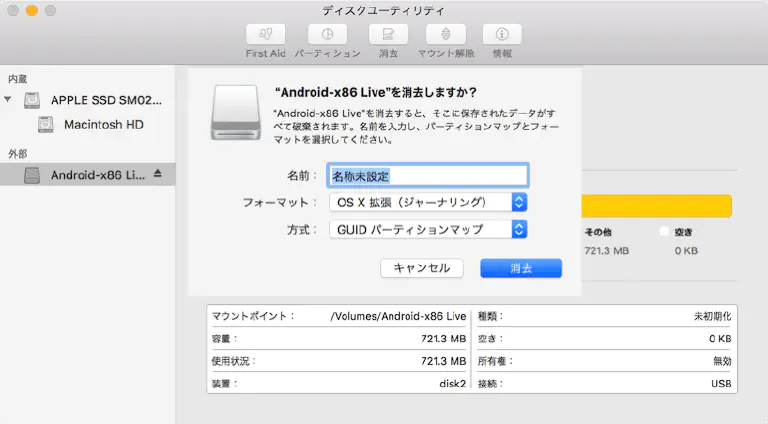 ディスクユーティリティ
First Aid パーティション 消去 マウント解除 情報
内蔵
APPLE SSD SM02...
Macintosh HD
外部
Android-x86 Li...
"Android-x86 Live"を消去しますか？
"Android-x86 Live"を消去すると、そこに保存されたデータがす
べて破棄されます。名前を入力し、パーティションマップとフォー
マットを選択してください。
名前： 名称未設定
フォーマット： OS X 拡張（ジャーナリング）
方式： GUID パーティションマップ
キャンセル 消去
その他 空き
721.3 MB 0 KB
マウントポイント： /Volumes/Android-x86 Live 種類： 未初期化
容量： 721.3 MB 空き： 0 KB
使用状況： 721.3 MB 所有権： 無効
装置： disk2 接続： USB